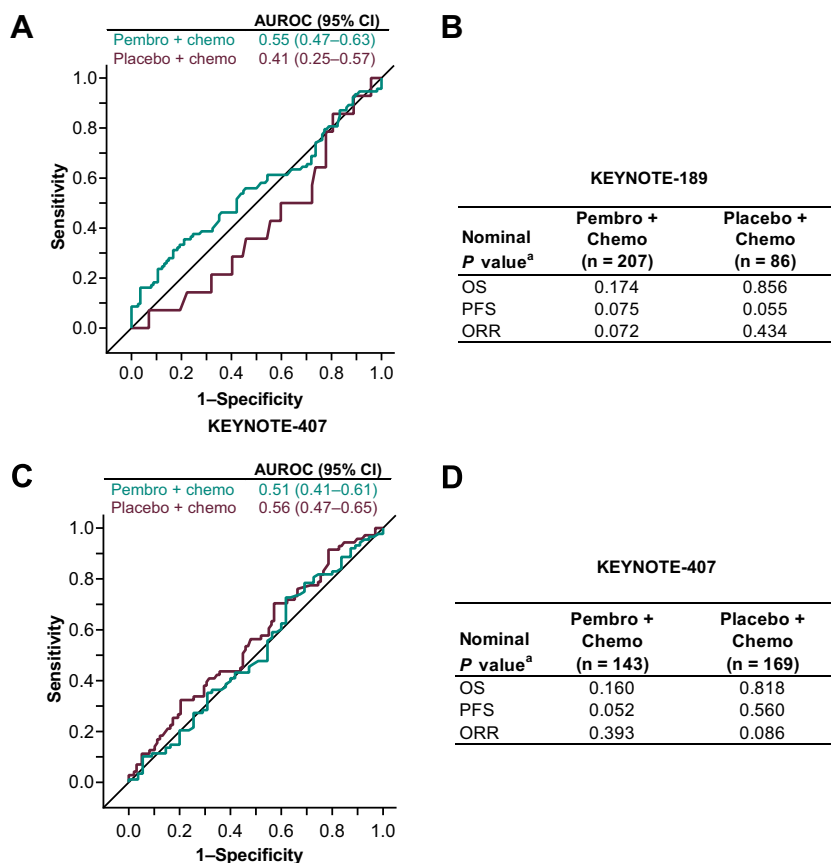 A
AUROC (95% CI)
Pembro + chemo 0.55 (0.47–0.63)
Placebo + chemo 0.41 (0.25–0.57)
1.0
0.8
0.6
0.4
0.2
0.0
Sensitivity
0.0 0.2 0.4 0.6 0.8 1.0
1–Specificity
KEYNOTE-407
B
KEYNOTE-189
Nominal P valueᵃ
Pembro + Chemo (n = 207)
Placebo + Chemo (n = 86)
OS 0.174 0.856
PFS 0.075 0.055
ORR 0.072 0.434
C
AUROC (95% CI)
Pembro + chemo 0.51 (0.41–0.61)
Placebo + chemo 0.56 (0.47–0.65)
1.0
0.8
0.6
0.4
0.2
0.0
Sensitivity
0.0 0.2 0.4 0.6 0.8 1.0
1–Specificity
D
KEYNOTE-407
Nominal P valueᵃ
Pembro + Chemo (n = 143)
Placebo + Chemo (n = 169)
OS 0.160 0.818
PFS 0.052 0.560
ORR 0.393 0.086